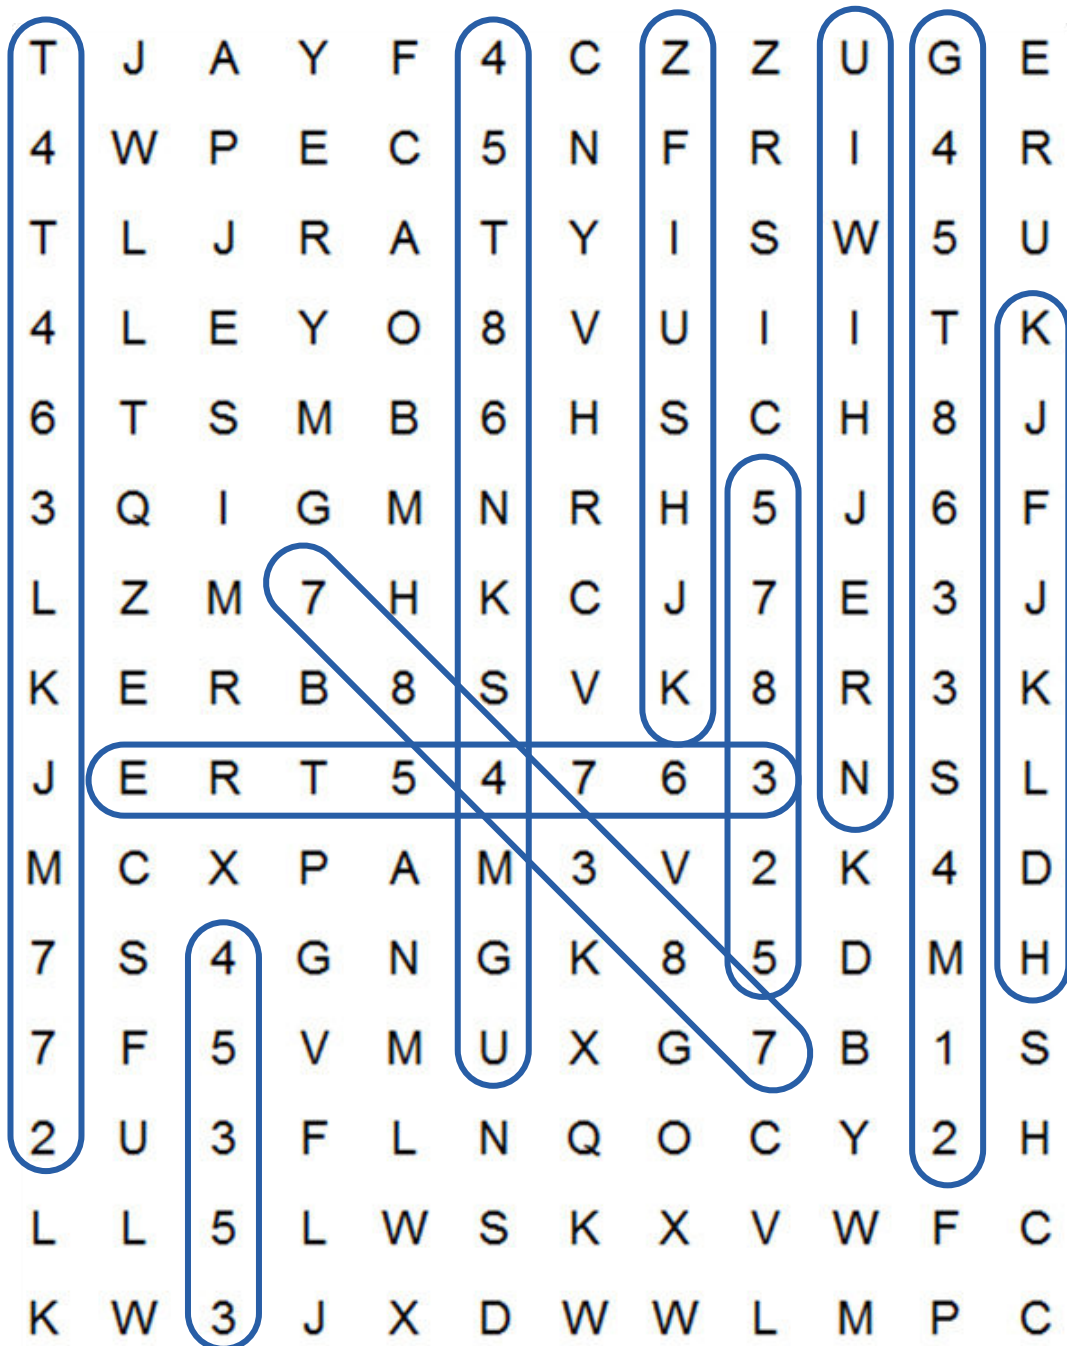 T J A Y F 4 C Z Z U G E
4 W P E C 5 N F R I 4 R
T L J R A T Y I S W 5 U
4 L E Y O 8 V U I I T K
6 T S M B 6 H S C H 8 J
3 Q I G M N R H 5 J 6 F
L Z M 7 H K C J 7 E 3 J
K E R B 8 S V K 8 R 3 K
J E R T 5 4 7 6 3 N S L
M C X P A M 3 V 2 K 4 D
7 S 4 G N G K 8 5 D M H
7 F 5 V M U X G 7 B 1 S
2 U 3 F L N Q O C Y 2 H
L L 5 L W S K X V W F C
K W 3 J X D W W L M P C